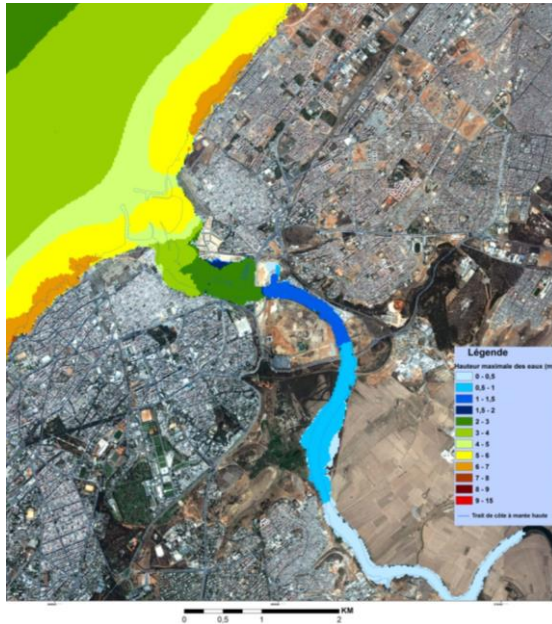 Légende
Hauteur maximale des eaux (m
0 - 0,5
0,5 - 1
1 - 1,5
1,5 - 2
2 - 3
3 - 4
4 - 5
5 - 6
6 - 7
7 - 8
8 - 9
9 - 15
Trait de côte à marée haute
KM
0 0,5 1 2